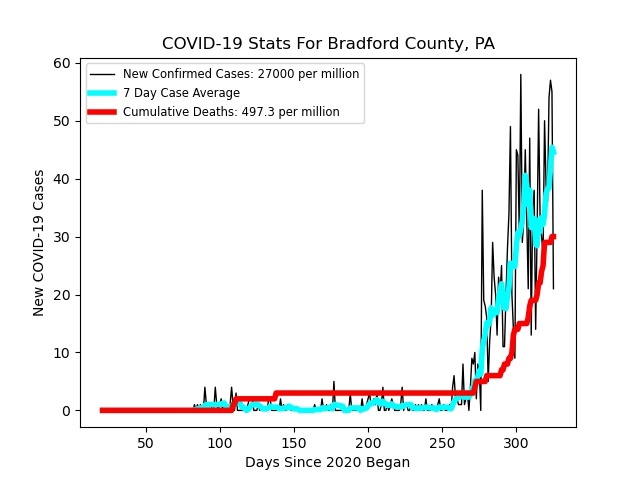 COVID-19 Stats For Bradford County, PA
New Confirmed Cases: 27000 per million
7 Day Case Average
Cumulative Deaths: 497.3 per million
New COVID-19 Cases
60
50
40
30
20
10
0
50 100 150 200 250 300
Days Since 2020 Began